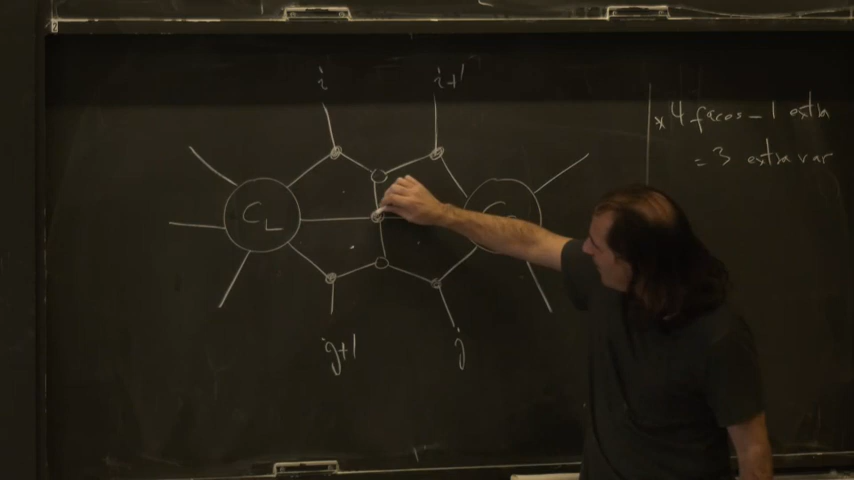 i
i+1
* 4 faces - 1 extra
= 3 extra var
C_L
j+1
j